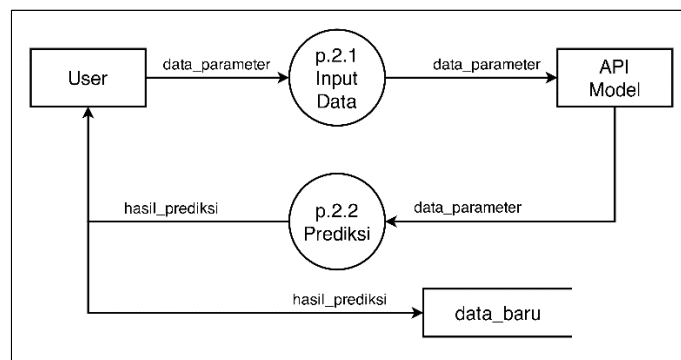 User
data_parameter
p.2.1
Input
Data
data_parameter
API
Model
hasil_prediksi
p.2.2
Prediksi
data_parameter
hasil_prediksi
data_baru